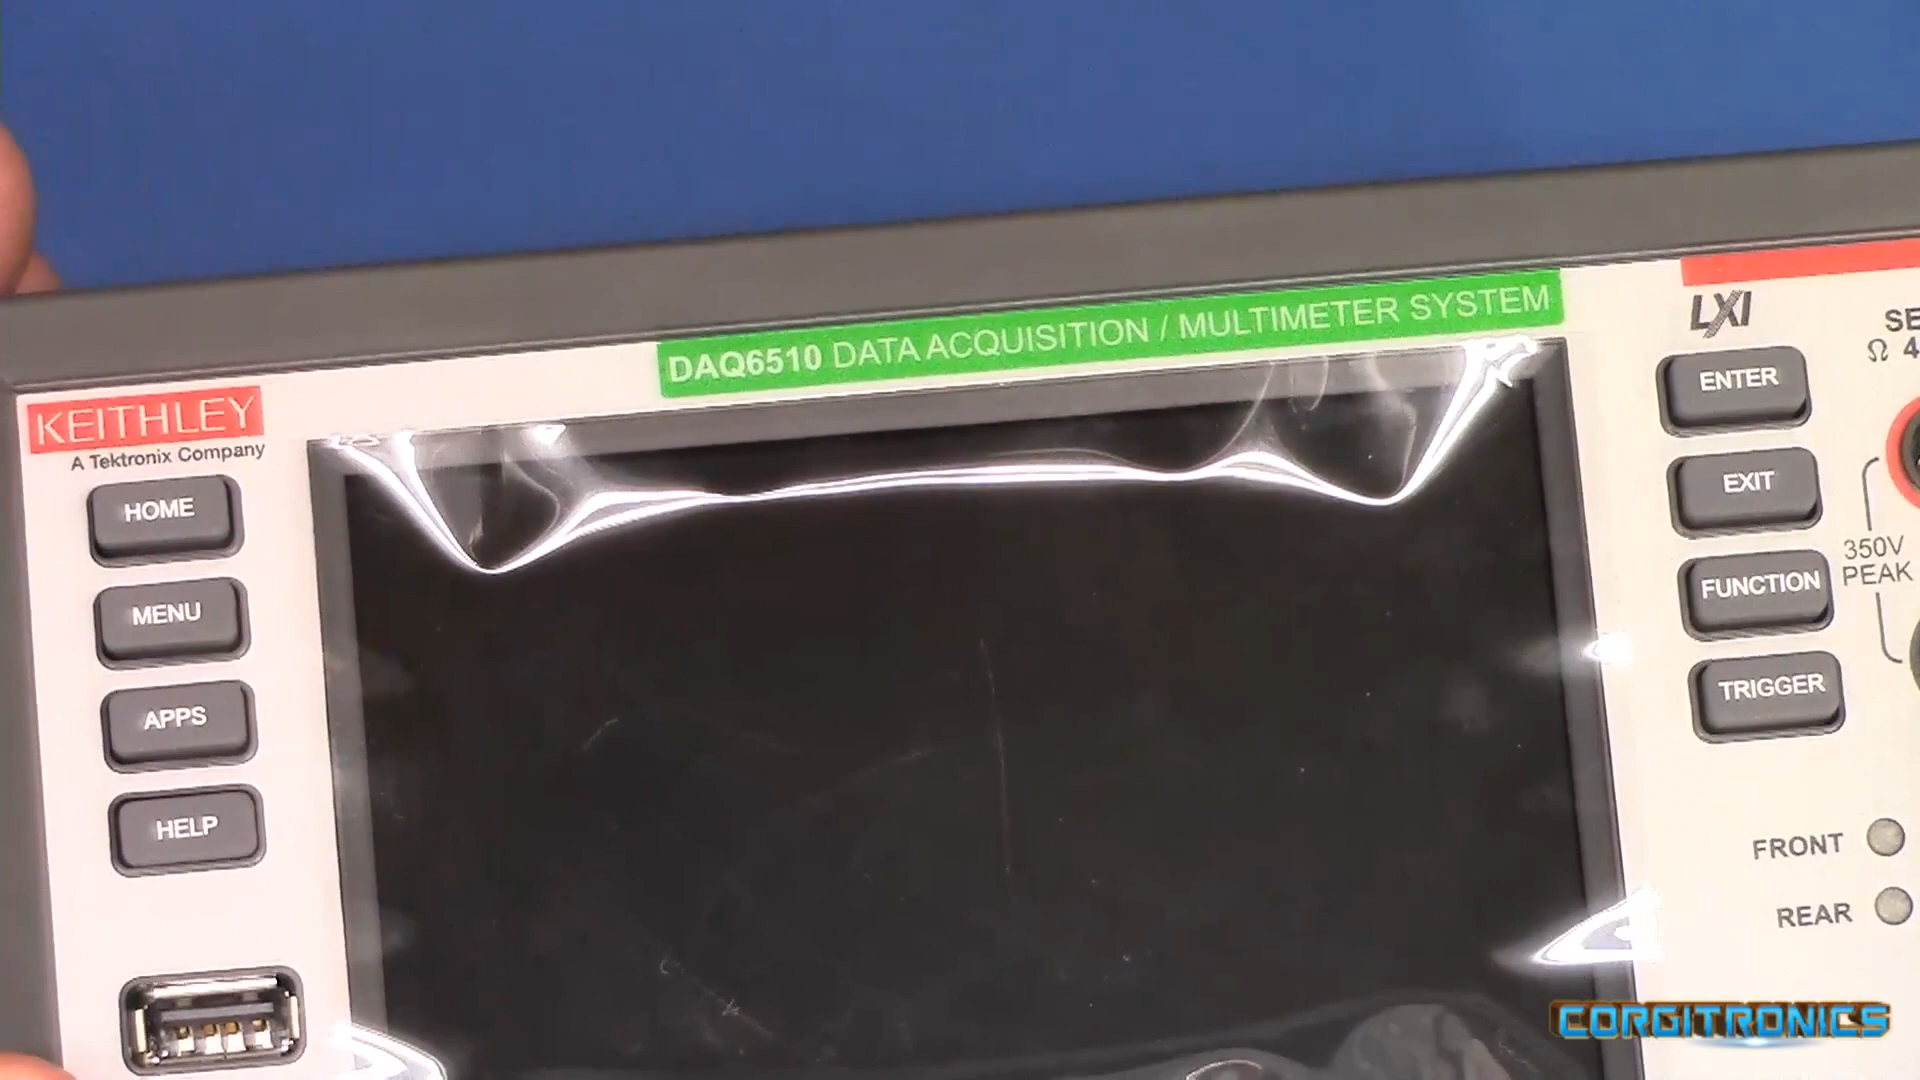 DAQ6510 DATA ACQUISITION / MULTIMETER SYSTEM
LXI
KEITHLEY
A Tektronix Company
HOME
MENU
APPS
HELP
ENTER
EXIT
FUNCTION
TRIGGER
Ω 4
350V
PEAK
FRONT
REAR
CORGITRONICS